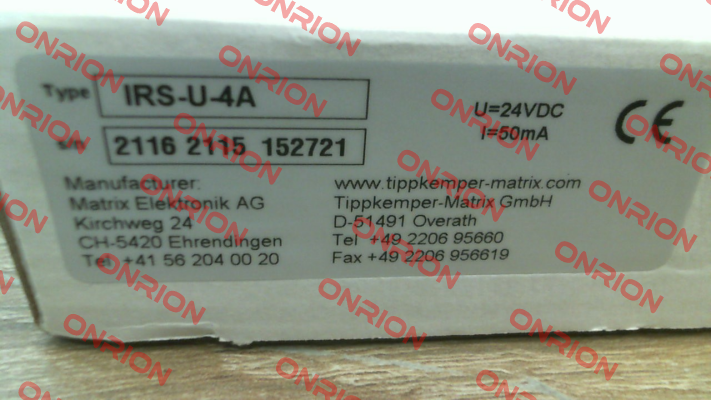 Type IRS-U-4A
s/n 2116 2115 152721
U=24VDC
I=50mA
CE
Manufacturer:
Matrix Elektronik AG
Kirchweg 24
CH-5420 Ehrendingen
Tel +41 56 204 00 20
www.tippkemper-matrix.com
Tippkemper-Matrix GmbH
D-51491 Overath
Tel +49 2206 95660
Fax +49 2206 956619
ONRION